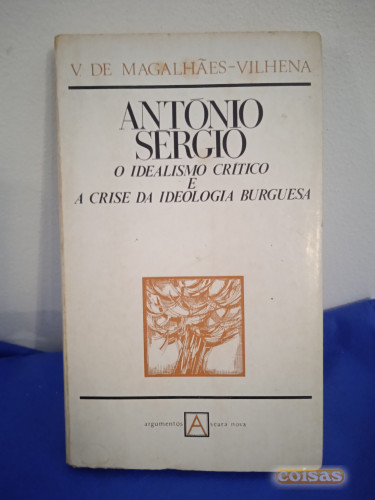 V. DE MAGALHÃES-VILHENA
ANTÓNIO
SÉRGIO
O IDEALISMO CRÍTICO
E
A CRISE DA IDEOLOGIA BURGUESA
argumentos A seara nova
coisas